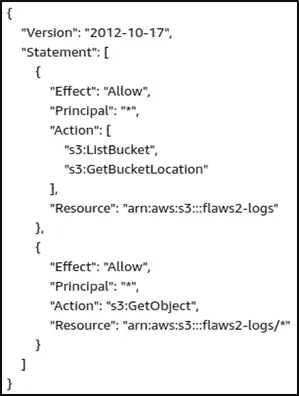 {
"Version": "2012-10-17",
"Statement": [
{
"Effect": "Allow",
"Principal": "*",
"Action": [
"s3:ListBucket",
"s3:GetBucketLocation"
],
"Resource": "arn:aws:s3:::flaws2-logs"
},
{
"Effect": "Allow",
"Principal": "*",
"Action": "s3:GetObject",
"Resource": "arn:aws:s3:::flaws2-logs/*"
}
]
}